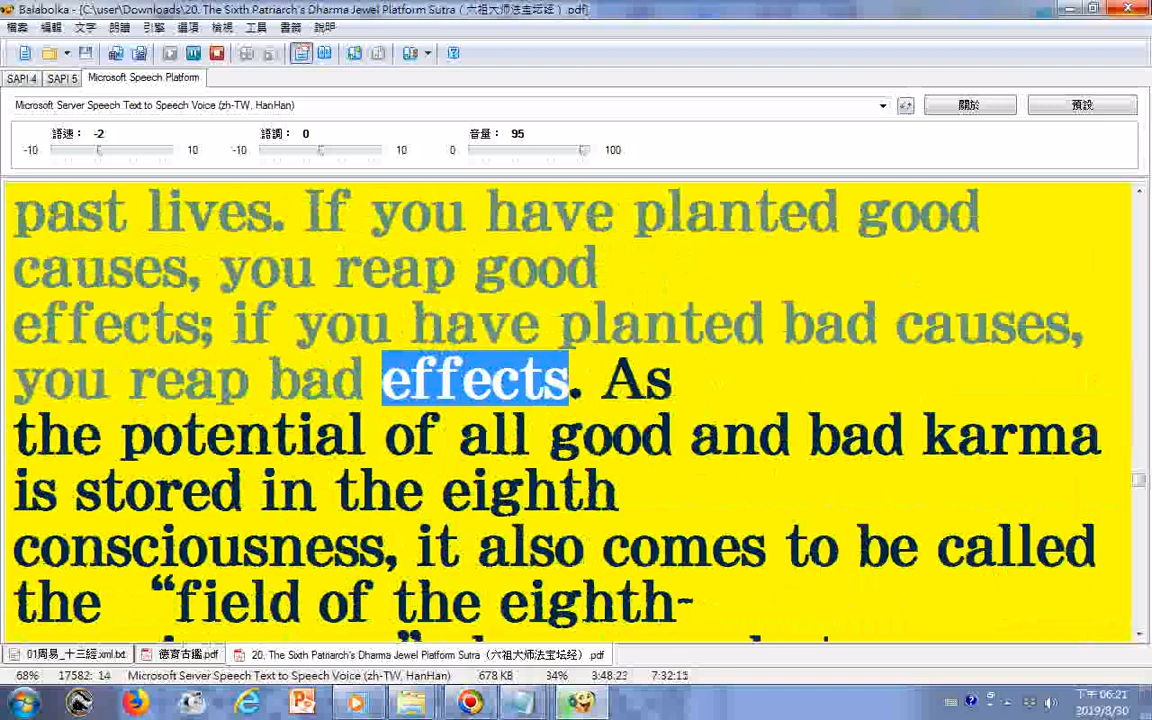 Balabolka - [C:\user\Downloads\20. The Sixth Patriarch's Dharma Jewel Platform Sutra（六祖大师法宝坛经）.pdf]
檔案 編輯 文字 朗讀 引擎 選項 檢視 工具 書籤 說明
SAPI 4 SAPI 5 Microsoft Speech Platform
Microsoft Server Speech Text to Speech Voice (zh-TW, HanHan) 關於 預設
語速： -2 語調： 0 音量： 95
-10 10 -10 10 0 100
past lives. If you have planted good
causes, you reap good
effects; if you have planted bad causes,
you reap bad effects. As
the potential of all good and bad karma
is stored in the eighth
consciousness, it also comes to be called
the “field of the eighth-
01周易_十三經.xml.txt 德育古鑑.pdf 20. The Sixth Patriarch's Dharma Jewel Platform Sutra（六祖大师法宝坛经）.pdf
68% 17582: 14 Microsoft Server Speech Text to Speech Voice (zh-TW, HanHan) 678 KB 34% 3:48:23 7:32:15
下午 06:21
2019/8/30